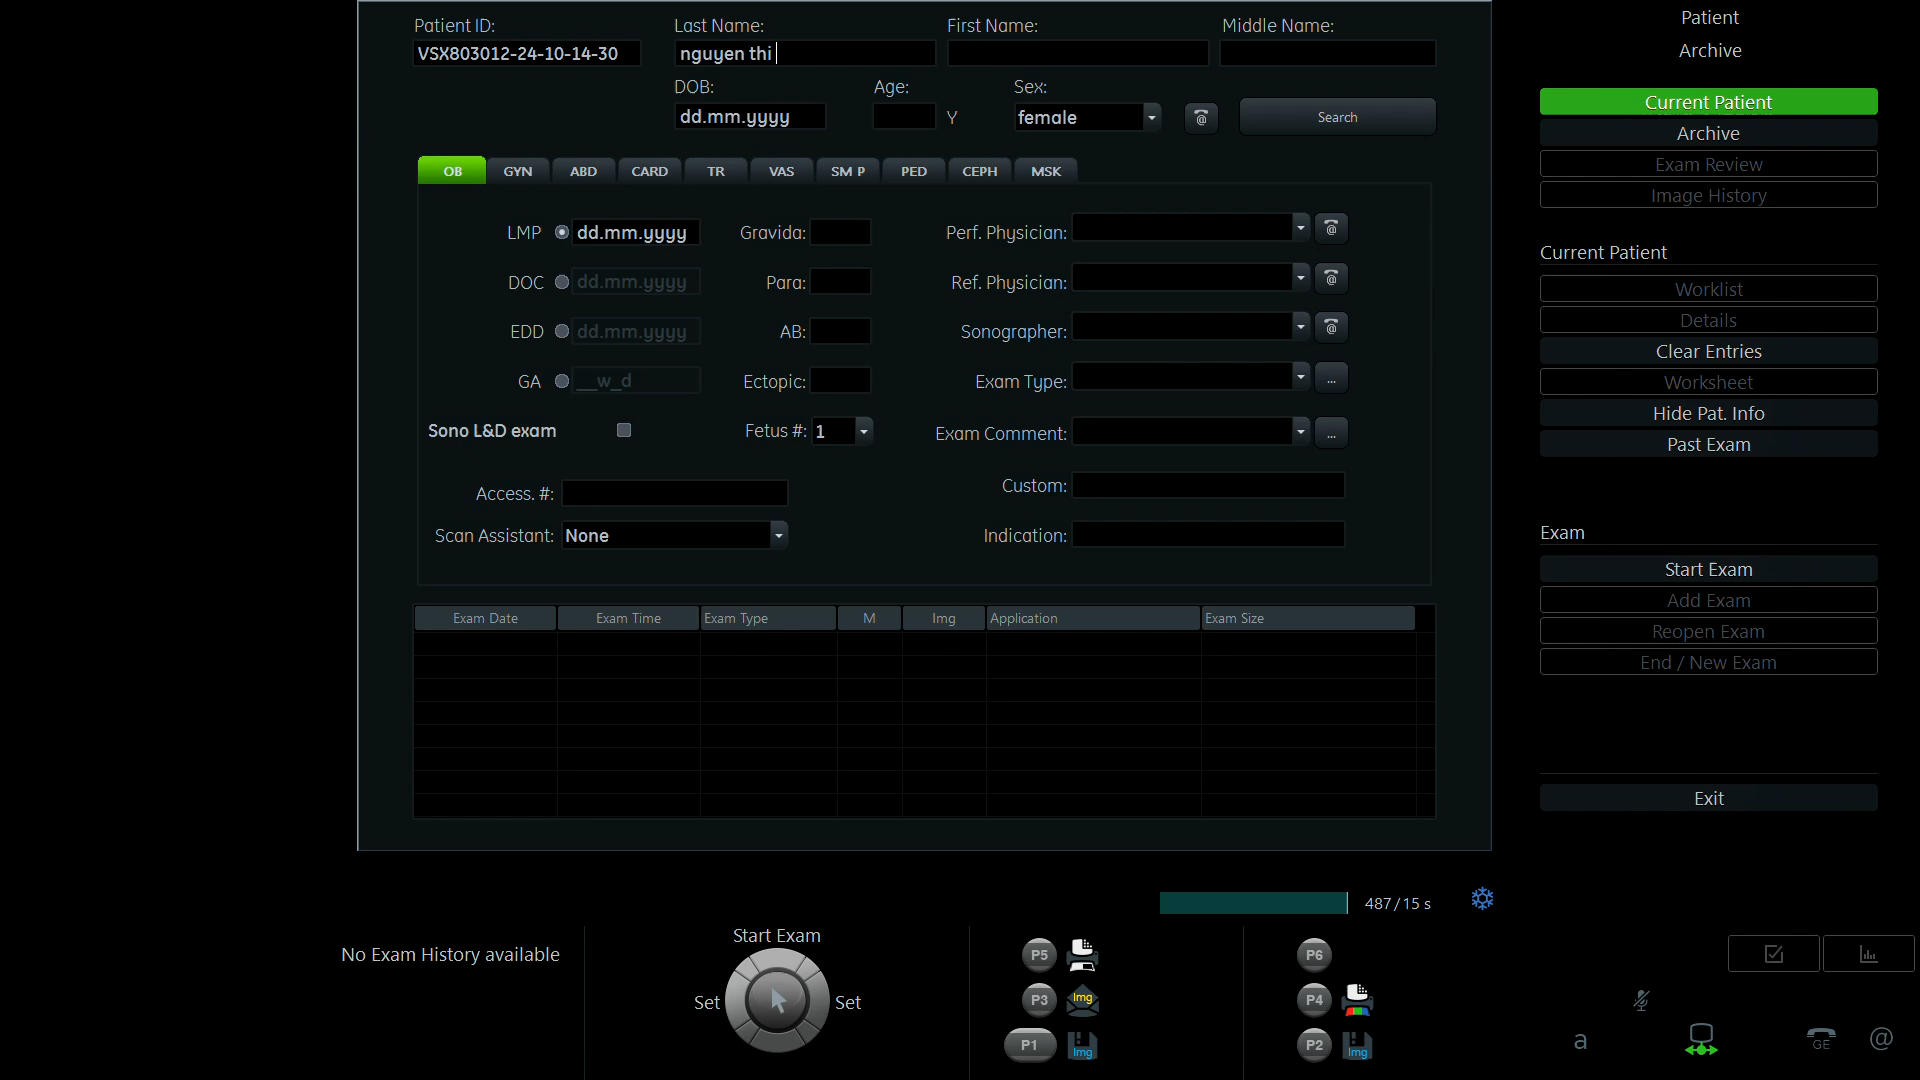 Patient ID: Last Name: First Name: Middle Name:
VSX803012-24-10-14-30 nguyen thi
DOB: Age: Sex:
dd.mm.yyyy Y female @ Search
OB GYN ABD CARD TR VAS SM P PED CEPH MSK
LMP dd.mm.yyyy Gravida: Perf. Physician: @
DOC dd.mm.yyyy Para: Ref. Physician: @
EDD dd.mm.yyyy AB: Sonographer: @
GA __w_d Ectopic: Exam Type: ...
Sono L&D exam Fetus #: 1 Exam Comment: ...
Access. #: Custom:
Scan Assistant: None Indication:
Exam Date Exam Time Exam Type M Img Application Exam Size
Patient
Archive
Current Patient
Archive
Exam Review
Image History
Current Patient
Worklist
Details
Clear Entries
Worksheet
Hide Pat. Info
Past Exam
Exam
Start Exam
Add Exam
Reopen Exam
End / New Exam
Exit
487/15 s
No Exam History available
Start Exam
Set Set
P5 P6
P3 Img P4
P1 Img P2 Img
a GE @